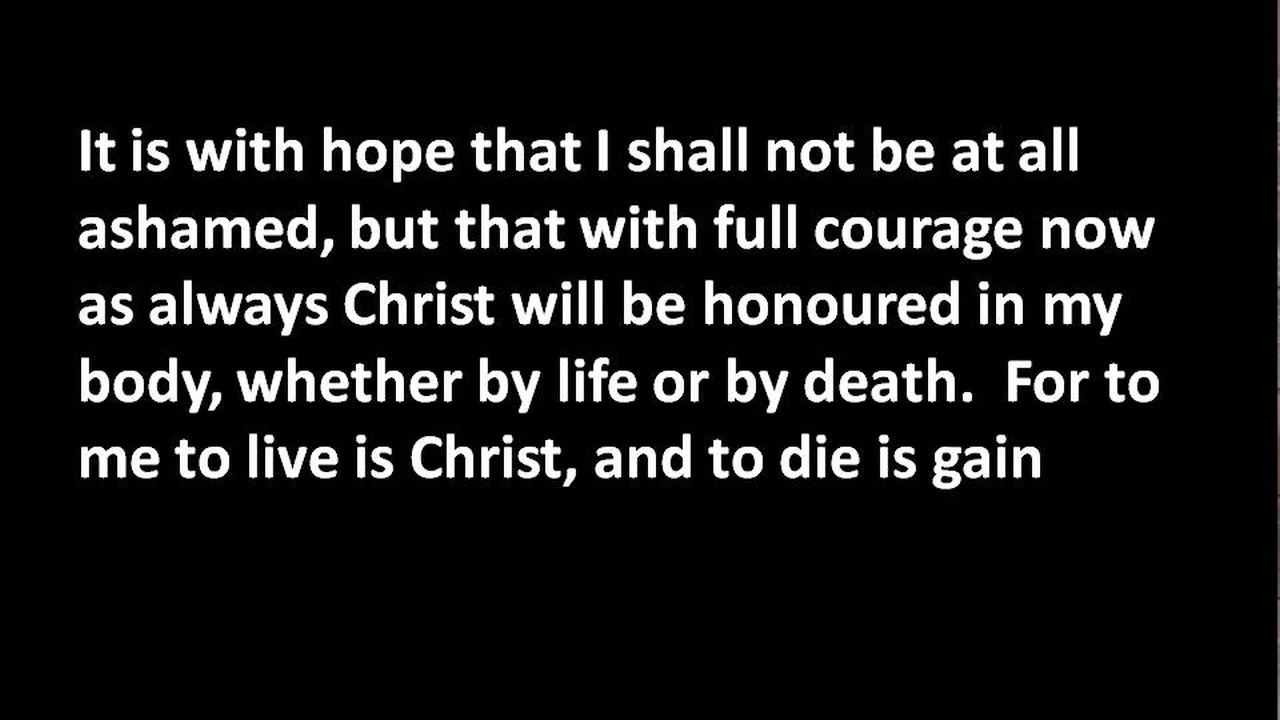 It is with hope that I shall not be at all
ashamed, but that with full courage now
as always Christ will be honoured in my
body, whether by life or by death.  For to
me to live is Christ, and to die is gain